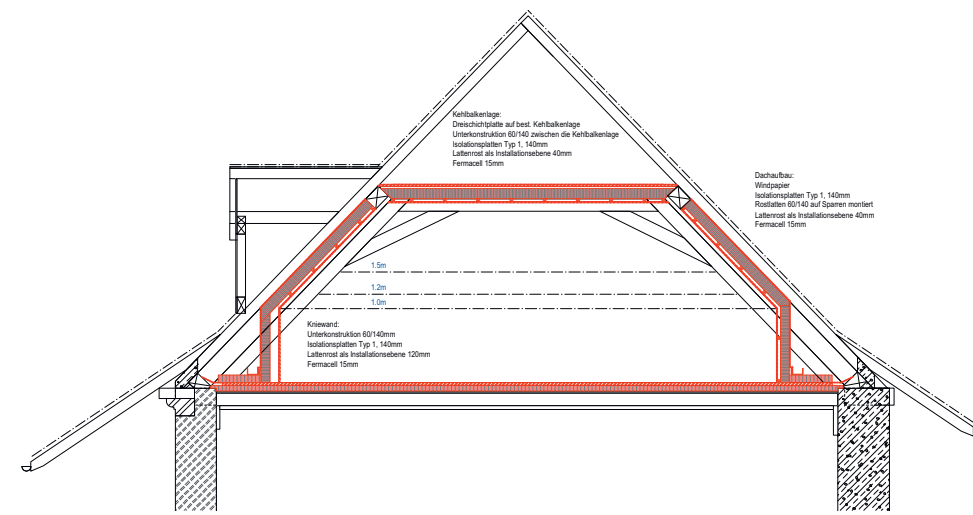 Kehlbalkenlage:
Dreischichtplatte auf best. Kehlbalkenlage
Unterkonstruktion 60/140 zwischen die Kehlbalkenlage
Isolationsplatten Typ 1, 140mm
Lattenrost als Installationsebene 40mm
Fermacell 15mm
Dachaufbau:
Windpapier
Isolationsplatten Typ 1, 140mm
Rostlatten 60/140 auf Sparren montiert
Lattenrost als Installationsebene 40mm
Fermacell 15mm
1.5m
1.2m
1.0m
Kniewand:
Unterkonstruktion 60/140mm
Isolationsplatten Typ 1, 140mm
Lattenrost als Installationsebene 120mm
Fermacell 15mm